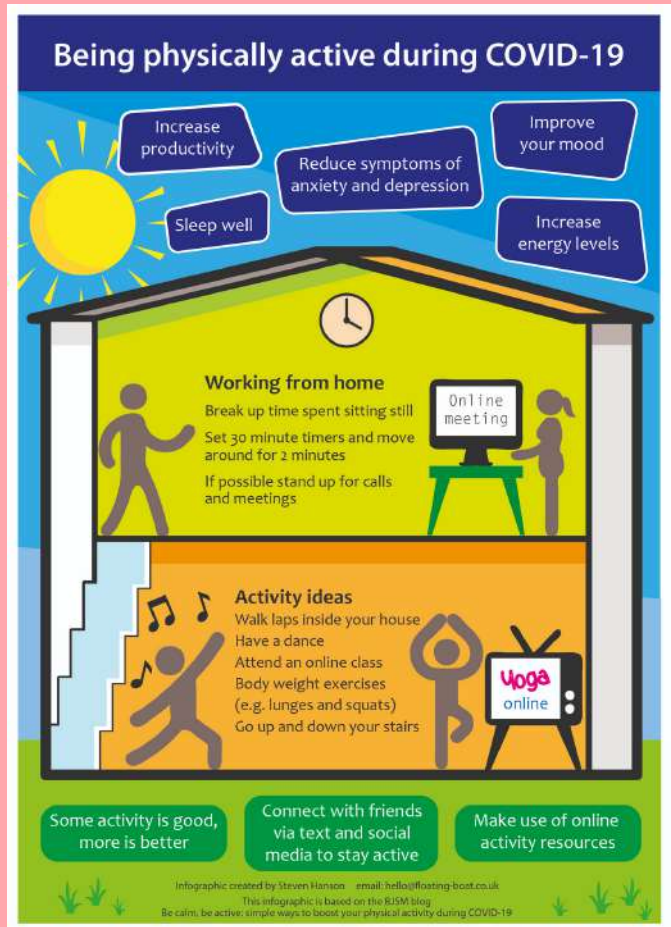 Being physically active during COVID-19
Increase
productivity
Reduce symptoms of
anxiety and depression
Improve
your mood
Sleep well
Increase
energy levels
Working from home
Break up time spent sitting still
Set 30 minute timers and move
around for 2 minutes
If possible stand up for calls
and meetings
Online
meeting
Activity ideas
Walk laps inside your house
Have a dance
Attend an online class
Body weight exercises
(e.g. lunges and squats)
Go up and down your stairs
yoga
online
Some activity is good,
more is better
Connect with friends
via text and social
media to stay active
Make use of online
activity resources
Infographic created by Steven Hanson email: hello@floating-boat.co.uk
This infographic is based on the BJSM blog
Be calm, be active: simple ways to boost your physical activity during COVID-19